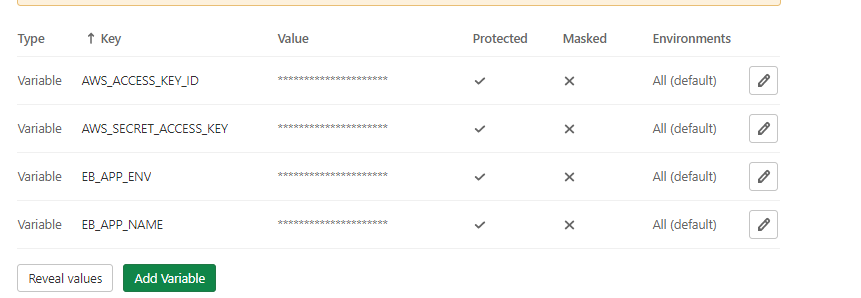 Type ↑ Key Value Protected Masked Environments
Variable AWS_ACCESS_KEY_ID ********************* All (default)
Variable AWS_SECRET_ACCESS_KEY ********************* All (default)
Variable EB_APP_ENV ********************* All (default)
Variable EB_APP_NAME ********************* All (default)
Reveal values Add Variable